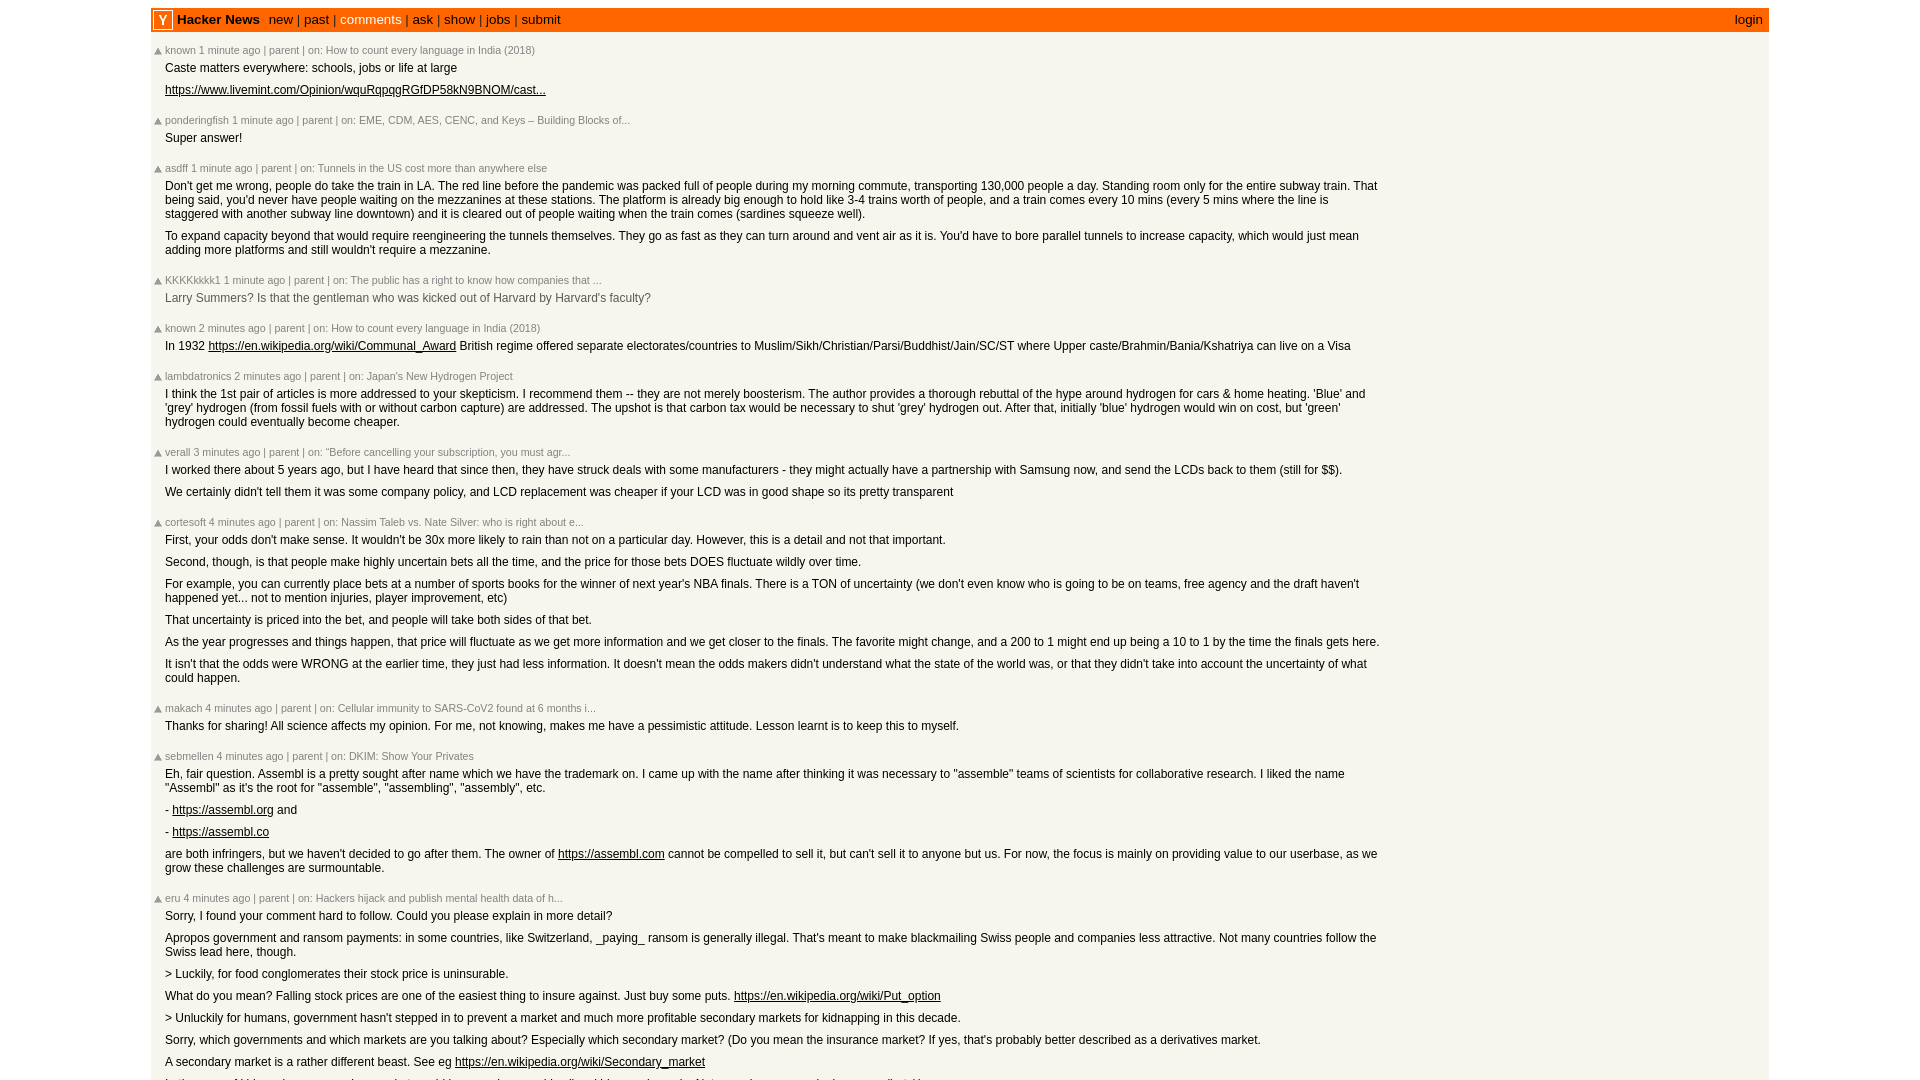 Y Hacker News new | past | comments | ask | show | jobs | submit login
known 1 minute ago | parent | on: How to count every language in India (2018)
Caste matters everywhere: schools, jobs or life at large
https://www.livemint.com/Opinion/wquRqpqgRGfDP58kN9BNOM/cast...
ponderingfish 1 minute ago | parent | on: EME, CDM, AES, CENC, and Keys – Building Blocks of...
Super answer!
asdff 1 minute ago | parent | on: Tunnels in the US cost more than anywhere else
Don't get me wrong, people do take the train in LA. The red line before the pandemic was packed full of people during my morning commute, transporting 130,000 people a day. Standing room only for the entire subway train. That
being said, you'd never have people waiting on the mezzanines at these stations. The platform is already big enough to hold like 3-4 trains worth of people, and a train comes every 10 mins (every 5 mins where the line is
staggered with another subway line downtown) and it is cleared out of people waiting when the train comes (sardines squeeze well).
To expand capacity beyond that would require reengineering the tunnels themselves. They go as fast as they can turn around and vent air as it is. You'd have to bore parallel tunnels to increase capacity, which would just mean
adding more platforms and still wouldn't require a mezzanine.
KKKKkkkk1 1 minute ago | parent | on: The public has a right to know how companies that ...
Larry Summers? Is that the gentleman who was kicked out of Harvard by Harvard's faculty?
known 2 minutes ago | parent | on: How to count every language in India (2018)
In 1932 https://en.wikipedia.org/wiki/Communal_Award British regime offered separate electorates/countries to Muslim/Sikh/Christian/Parsi/Buddhist/Jain/SC/ST where Upper caste/Brahmin/Bania/Kshatriya can live on a Visa
lambdatronics 2 minutes ago | parent | on: Japan's New Hydrogen Project
I think the 1st pair of articles is more addressed to your skepticism. I recommend them -- they are not merely boosterism. The author provides a thorough rebuttal of the hype around hydrogen for cars & home heating. 'Blue' and
'grey' hydrogen (from fossil fuels with or without carbon capture) are addressed. The upshot is that carbon tax would be necessary to shut 'grey' hydrogen out. After that, initially 'blue' hydrogen would win on cost, but 'green'
hydrogen could eventually become cheaper.
verall 3 minutes ago | parent | on: “Before cancelling your subscription, you must agr...
I worked there about 5 years ago, but I have heard that since then, they have struck deals with some manufacturers - they might actually have a partnership with Samsung now, and send the LCDs back to them (still for $$).
We certainly didn't tell them it was some company policy, and LCD replacement was cheaper if your LCD was in good shape so its pretty transparent
cortesoft 4 minutes ago | parent | on: Nassim Taleb vs. Nate Silver: who is right about e...
First, your odds don't make sense. It wouldn't be 30x more likely to rain than not on a particular day. However, this is a detail and not that important.
Second, though, is that people make highly uncertain bets all the time, and the price for those bets DOES fluctuate wildly over time.
For example, you can currently place bets at a number of sports books for the winner of next year's NBA finals. There is a TON of uncertainty (we don't even know who is going to be on teams, free agency and the draft haven't
happened yet... not to mention injuries, player improvement, etc)
That uncertainty is priced into the bet, and people will take both sides of that bet.
As the year progresses and things happen, that price will fluctuate as we get more information and we get closer to the finals. The favorite might change, and a 200 to 1 might end up being a 10 to 1 by the time the finals gets here.
It isn't that the odds were WRONG at the earlier time, they just had less information. It doesn't mean the odds makers didn't understand what the state of the world was, or that they didn't take into account the uncertainty of what
could happen.
makach 4 minutes ago | parent | on: Cellular immunity to SARS-CoV2 found at 6 months i...
Thanks for sharing! All science affects my opinion. For me, not knowing, makes me have a pessimistic attitude. Lesson learnt is to keep this to myself.
sebmellen 4 minutes ago | parent | on: DKIM: Show Your Privates
Eh, fair question. Assembl is a pretty sought after name which we have the trademark on. I came up with the name after thinking it was necessary to "assemble" teams of scientists for collaborative research. I liked the name
"Assembl" as it's the root for "assemble", "assembling", "assembly", etc.
- https://assembl.org and
- https://assembl.co
are both infringers, but we haven't decided to go after them. The owner of https://assembl.com cannot be compelled to sell it, but can't sell it to anyone but us. For now, the focus is mainly on providing value to our userbase, as we
grow these challenges are surmountable.
eru 4 minutes ago | parent | on: Hackers hijack and publish mental health data of h...
Sorry, I found your comment hard to follow. Could you please explain in more detail?
Apropos government and ransom payments: in some countries, like Switzerland, _paying_ ransom is generally illegal. That's meant to make blackmailing Swiss people and companies less attractive. Not many countries follow the
Swiss lead here, though.
> Luckily, for food conglomerates their stock price is uninsurable.
What do you mean? Falling stock prices are one of the easiest thing to insure against. Just buy some puts. https://en.wikipedia.org/wiki/Put_option
> Unluckily for humans, government hasn't stepped in to prevent a market and much more profitable secondary markets for kidnapping in this decade.
Sorry, which governments and which markets are you talking about? Especially which secondary market? (Do you mean the insurance market? If yes, that's probably better described as a derivatives market.
A secondary market is a rather different beast. See eg https://en.wikipedia.org/wiki/Secondary_market